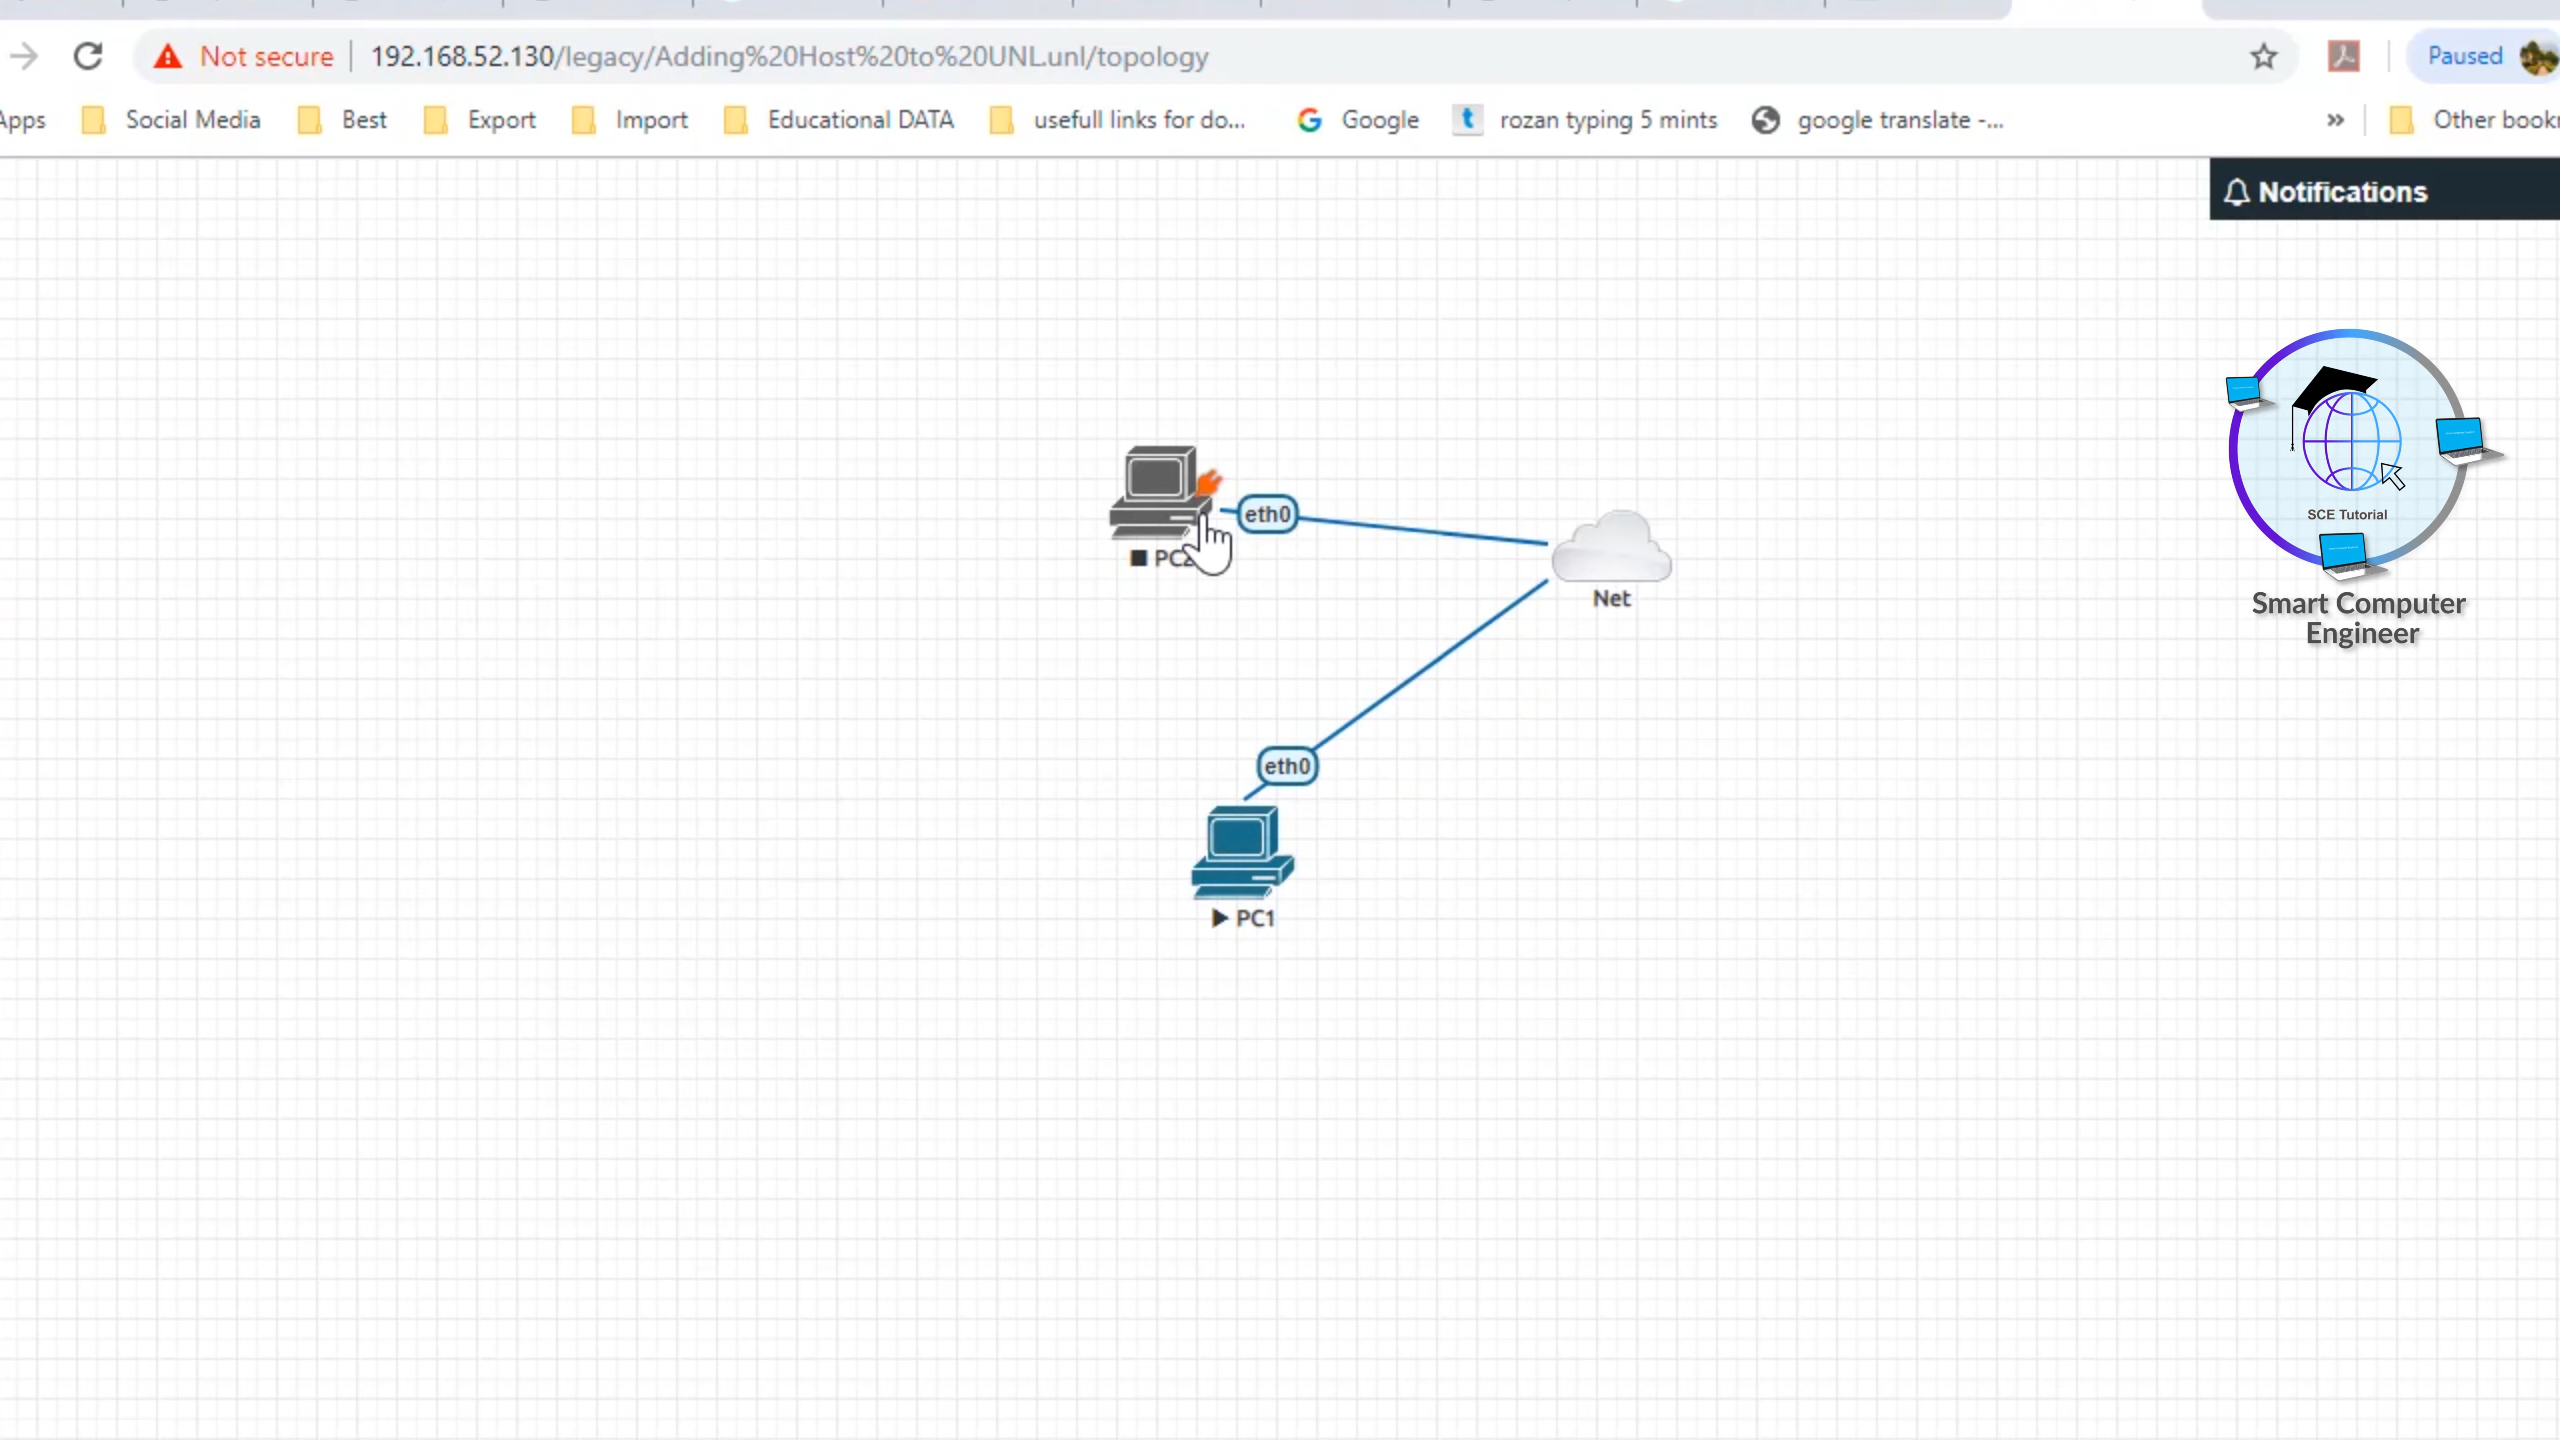 Not secure 192.168.52.130/legacy/Adding%20Host%20to%20UNL.unl/topology Paused
Apps Social Media Best Export Import Educational DATA usefull links for do... Google t rozan typing 5 mints google translate -... » Other bookr
Notifications
eth0
PC2
Net
eth0
PC1
SCE Tutorial
Smart Computer
Engineer